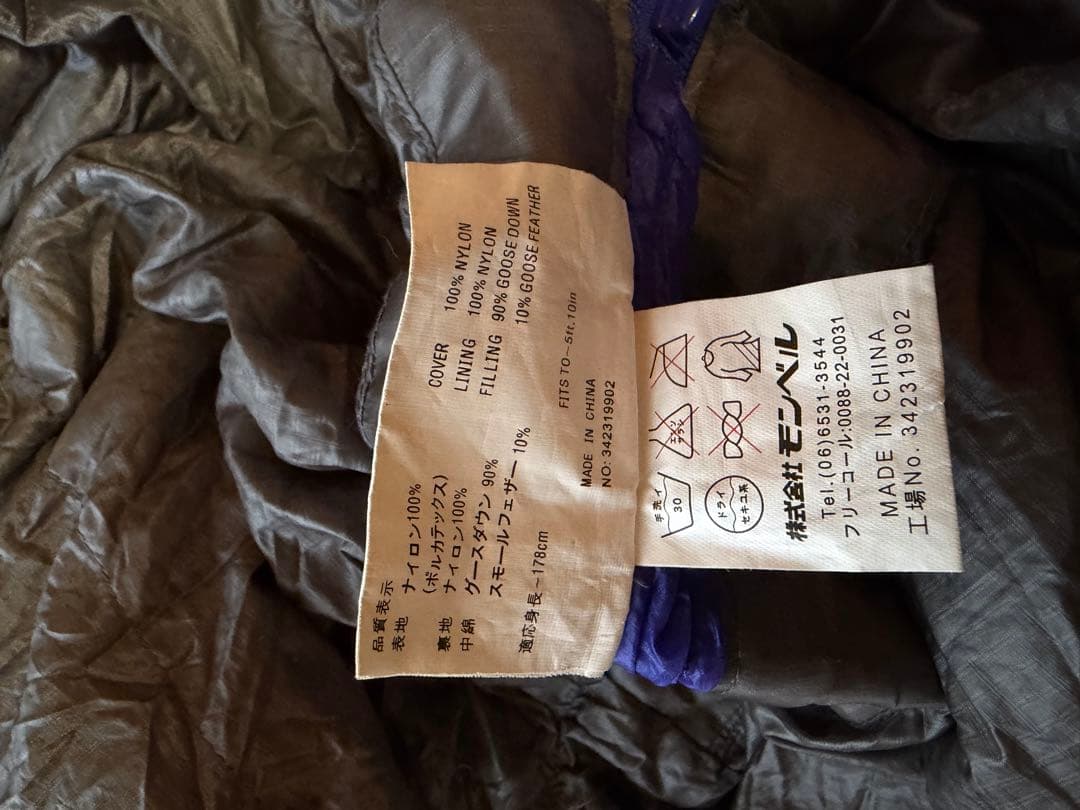 品質表示
表地 ナイロン100%
(ポルカテックス)
裏地 ナイロン100%
中綿 グースダウン 90%
スモールフェザー 10%
適応身長~178cm
COVER 100% NYLON
LINING 100% NYLON
FILLING 90% GOOSE DOWN
10% GOOSE FEATHER
FITS TO~5ft.10in
MADE IN CHINA
NO: 342319902
手洗イ
30
エンソ
サラシ
ドライ
セキユ系
株式会社 モンベル
Tel.(06)6531-3544
フリーコール:0088-22-0031
MADE IN CHINA
工場No. 342319902